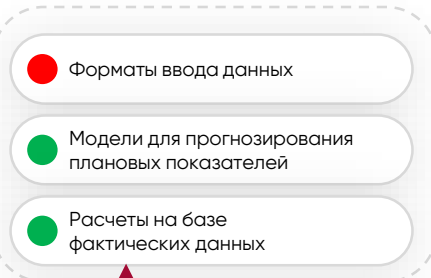 Форматы ввода данных
Модели для прогнозирования
плановых показателей
Расчеты на базе
фактических данных